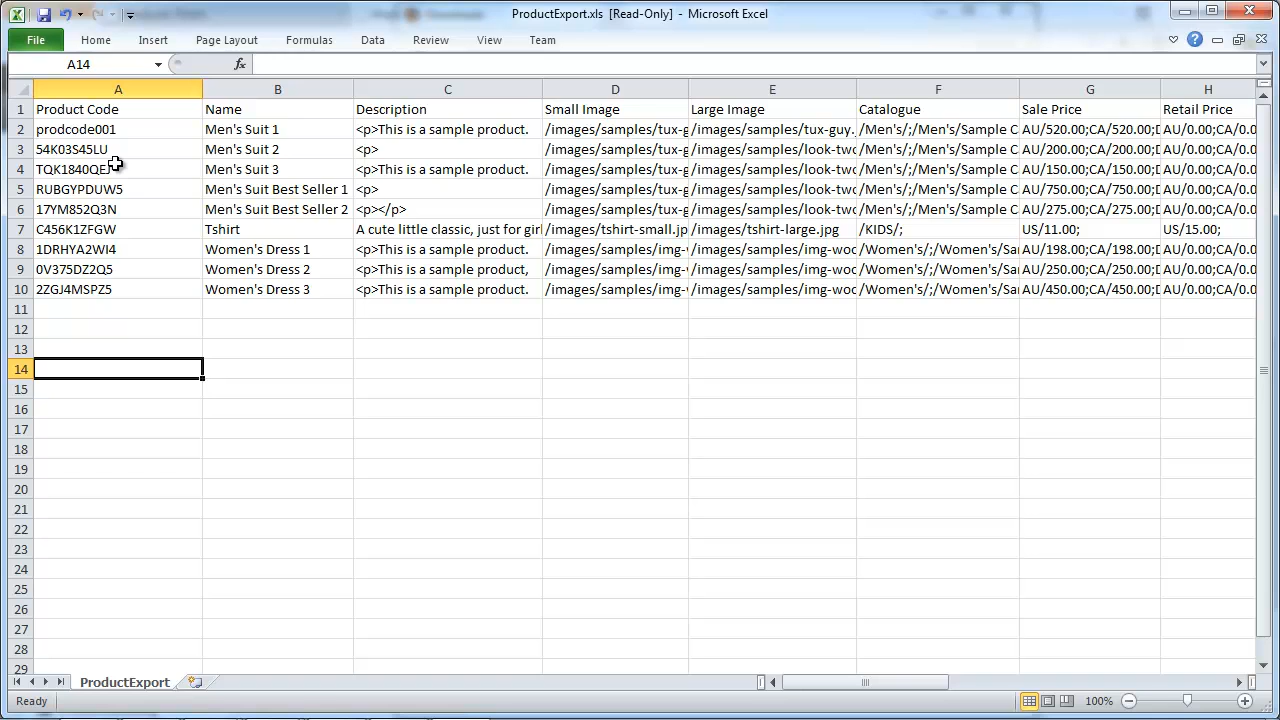 ProductExport.xls [Read-Only] - Microsoft Excel
File Home Insert Page Layout Formulas Data Review View Team
A14 fx
A B C D E F G H
1 Product Code Name Description Small Image Large Image Catalogue Sale Price Retail Price
2 prodcode001 Men's Suit 1 <p>This is a sample product. /images/samples/tux-g /images/samples/tux-guy. /Men's/;/Men's/Sample C AU/520.00;CA/520.00;D AU/0.00;CA/0.0
3 54K03S45LU Men's Suit 2 <p> /images/samples/tux-g /images/samples/look-two AU/200.00;CA/200.00;D AU/0.00;CA/0.0 /Men's/;/Men's/Sample C
4 TQK1840QEJ Men's Suit 3 <p>This is a sample product. /images/samples/tux-g /images/samples/look-two /Men's/;/Men's/Sample C AU/150.00;CA/150.00;D AU/0.00;CA/0.0
5 RUBGYPDUW5 Men's Suit Best Seller 1 <p> /images/samples/tux-g /images/samples/look-two /Men's/;/Men's/Sample C AU/750.00;CA/750.00;D AU/0.00;CA/0.0
6 17YM852Q3N Men's Suit Best Seller 2 <p></p> /images/samples/tux-g /images/samples/look-two /Men's/;/Men's/Sample C AU/275.00;CA/275.00;D AU/0.00;CA/0.0
7 C456K1ZFGW Tshirt A cute little classic, just for girl /images/tshirt-small.jp /images/tshirt-large.jpg /KIDS/; US/11.00; US/15.00;
8 1DRHYA2WI4 Women's Dress 1 <p>This is a sample product. /images/samples/img-w /images/samples/img-woo /Women's/;/Women's/Sar AU/198.00;CA/198.00;D AU/0.00;CA/0.0
9 0V375DZ2Q5 Women's Dress 2 <p>This is a sample product, /images/samples/img-w /images/samples/img-woo /Women's/;/Women's/Sar AU/250.00;CA/250.00;D AU/0.00;CA/0.0
10 2ZGJ4MSPZ5 Women's Dress 3 <p>This is a sample product. /images/samples/img-w /images/samples/img-woo /Women's/;/Women's/Sar AU/450.00;CA/450.00;D AU/0.00;CA/0.0
11
12
13
14
15
16
17
18
19
20
21
22
23
24
25
26
27
28
29
ProductExport
Ready 100%